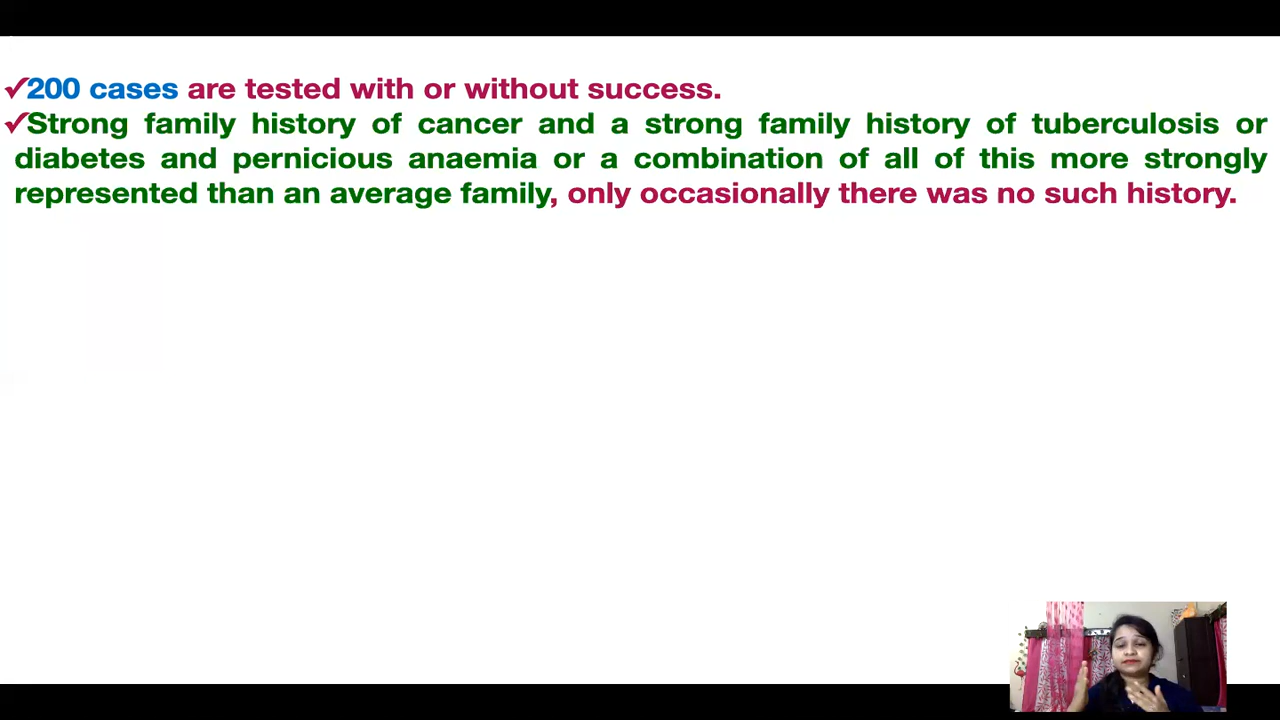 ✓200 cases are tested with or without success.
✓Strong family history of cancer and a strong family history of tuberculosis or
diabetes and pernicious anaemia or a combination of all of this more strongly
represented than an average family, only occasionally there was no such history.